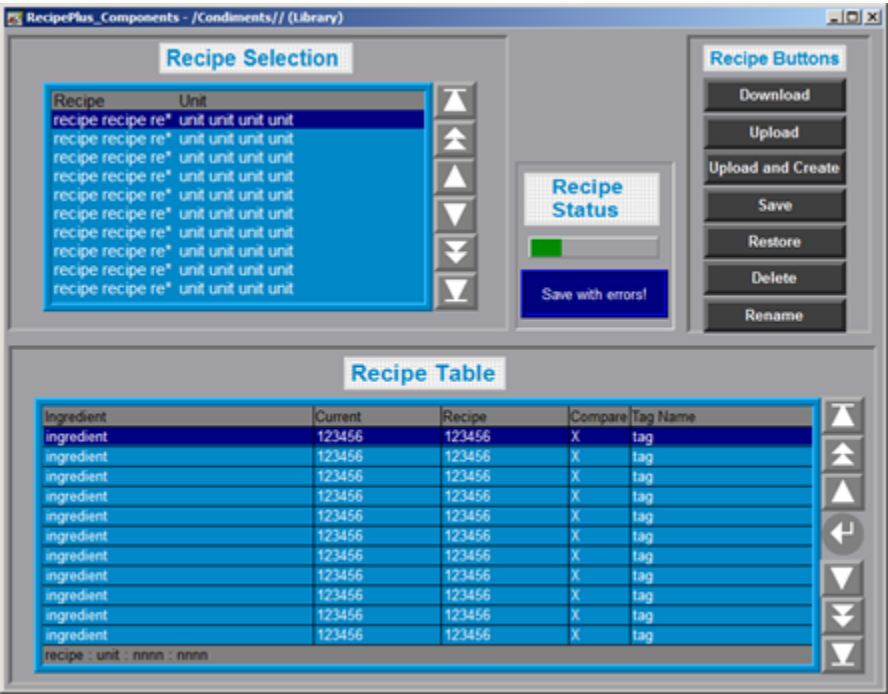 RecipePlus_Components - /Condiments// (Library)
Recipe Selection
Recipe Unit
recipe recipe re* unit unit unit unit
recipe recipe re* unit unit unit unit
recipe recipe re* unit unit unit unit
recipe recipe re* unit unit unit unit
recipe recipe re* unit unit unit unit
recipe recipe re* unit unit unit unit
recipe recipe re* unit unit unit unit
recipe recipe re* unit unit unit unit
recipe recipe re* unit unit unit unit
recipe recipe re* unit unit unit unit
Recipe
Status
Save with errors!
Recipe Buttons
Download
Upload
Upload and Create
Save
Restore
Delete
Rename
Recipe Table
Ingredient Current Recipe Compare Tag Name
ingredient 123456 123456 X tag
ingredient 123456 123456 X tag
ingredient 123456 123456 X tag
ingredient 123456 123456 X tag
ingredient 123456 123456 X tag
ingredient 123456 123456 X tag
ingredient 123456 123456 X tag
ingredient 123456 123456 X tag
ingredient 123456 123456 X tag
ingredient 123456 123456 X tag
ingredient 123456 123456 X tag
recipe : unit : nnnn : nnnn